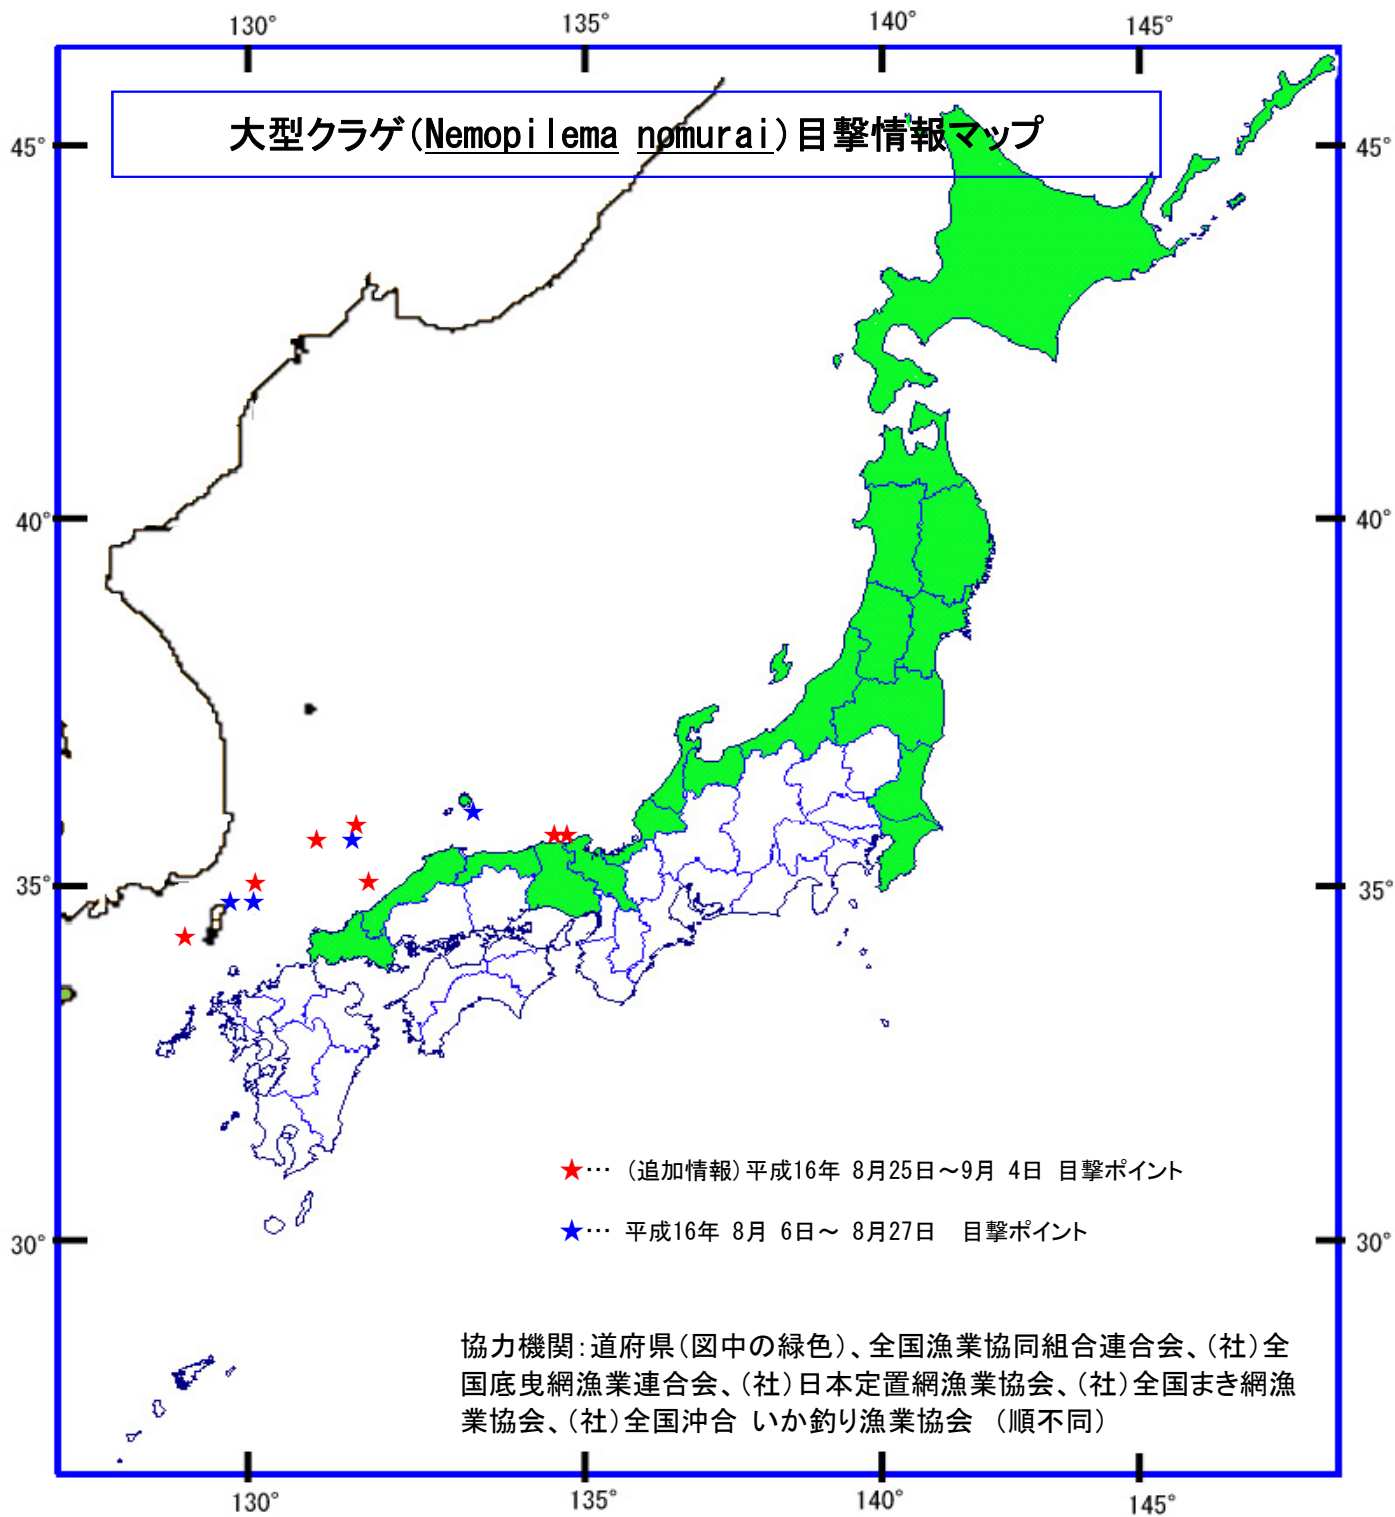 130° 135° 140° 145°
大型クラゲ(Nemopilema nomurai)目撃情報マップ
45° 45°
40° 40°
35° 35°
★… (追加情報)平成16年 8月25日~9月 4日 目撃ポイント
★… 平成16年 8月 6日~ 8月27日 目撃ポイント
30° 30°
協力機関:道府県(図中の緑色)、全国漁業協同組合連合会、(社)全
国底曳網漁業連合会、(社)日本定置網漁業協会、(社)全国まき網漁
業協会、(社)全国沖合 いか釣り漁業協会 (順不同)
130° 135° 140° 145°